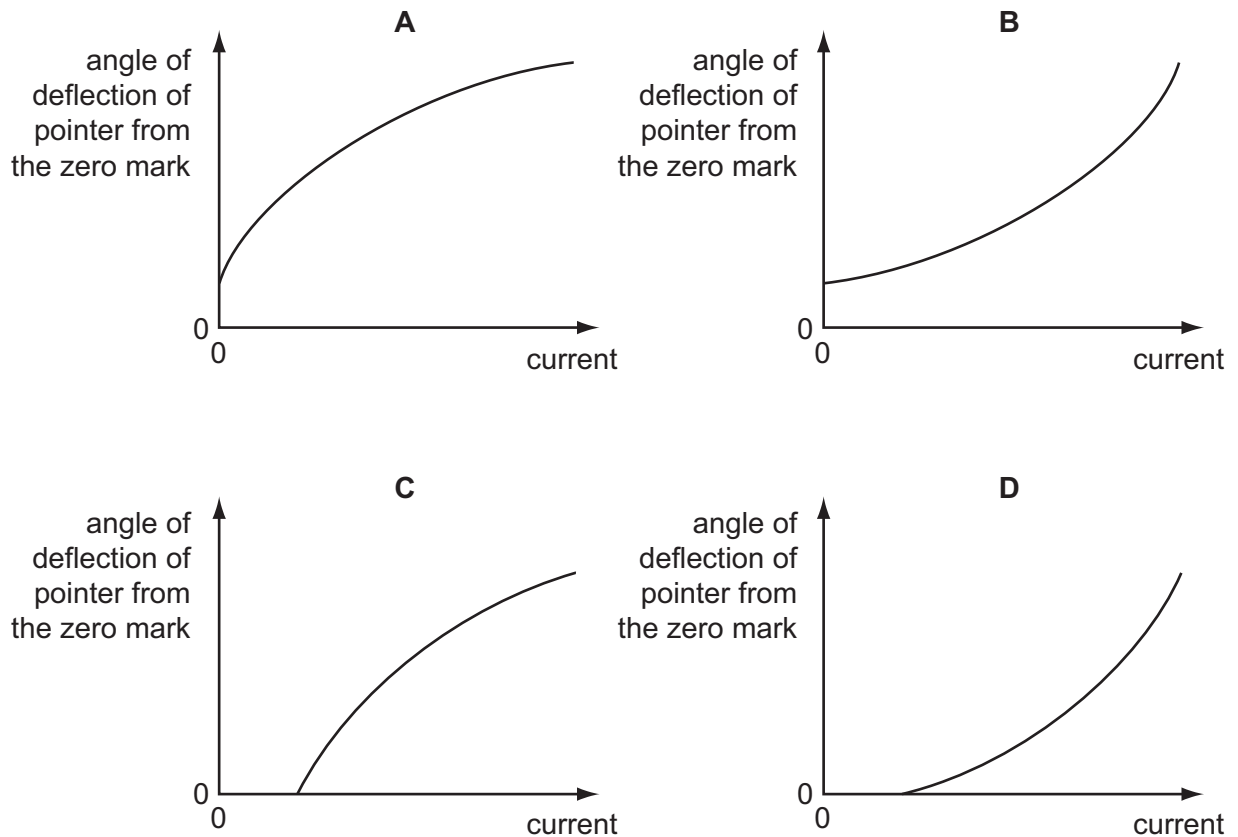 A
angle of
deflection of
pointer from
the zero mark
0
0
current
B
angle of
deflection of
pointer from
the zero mark
0
0
current
C
angle of
deflection of
pointer from
the zero mark
0
0
current
D
angle of
deflection of
pointer from
the zero mark
0
0
current